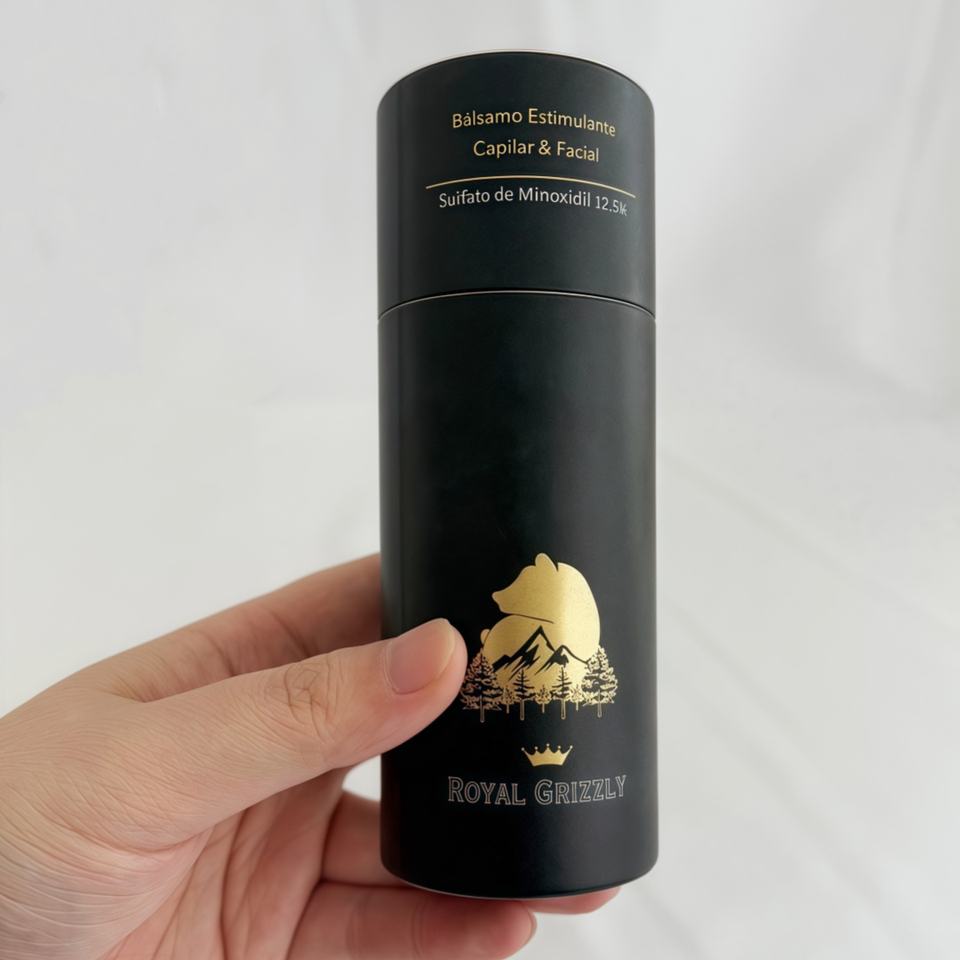 Bálsamo Estimulante
Capilar & Facial
Suifato de Minoxidil 12.5%
ROYAL GRIZZLY